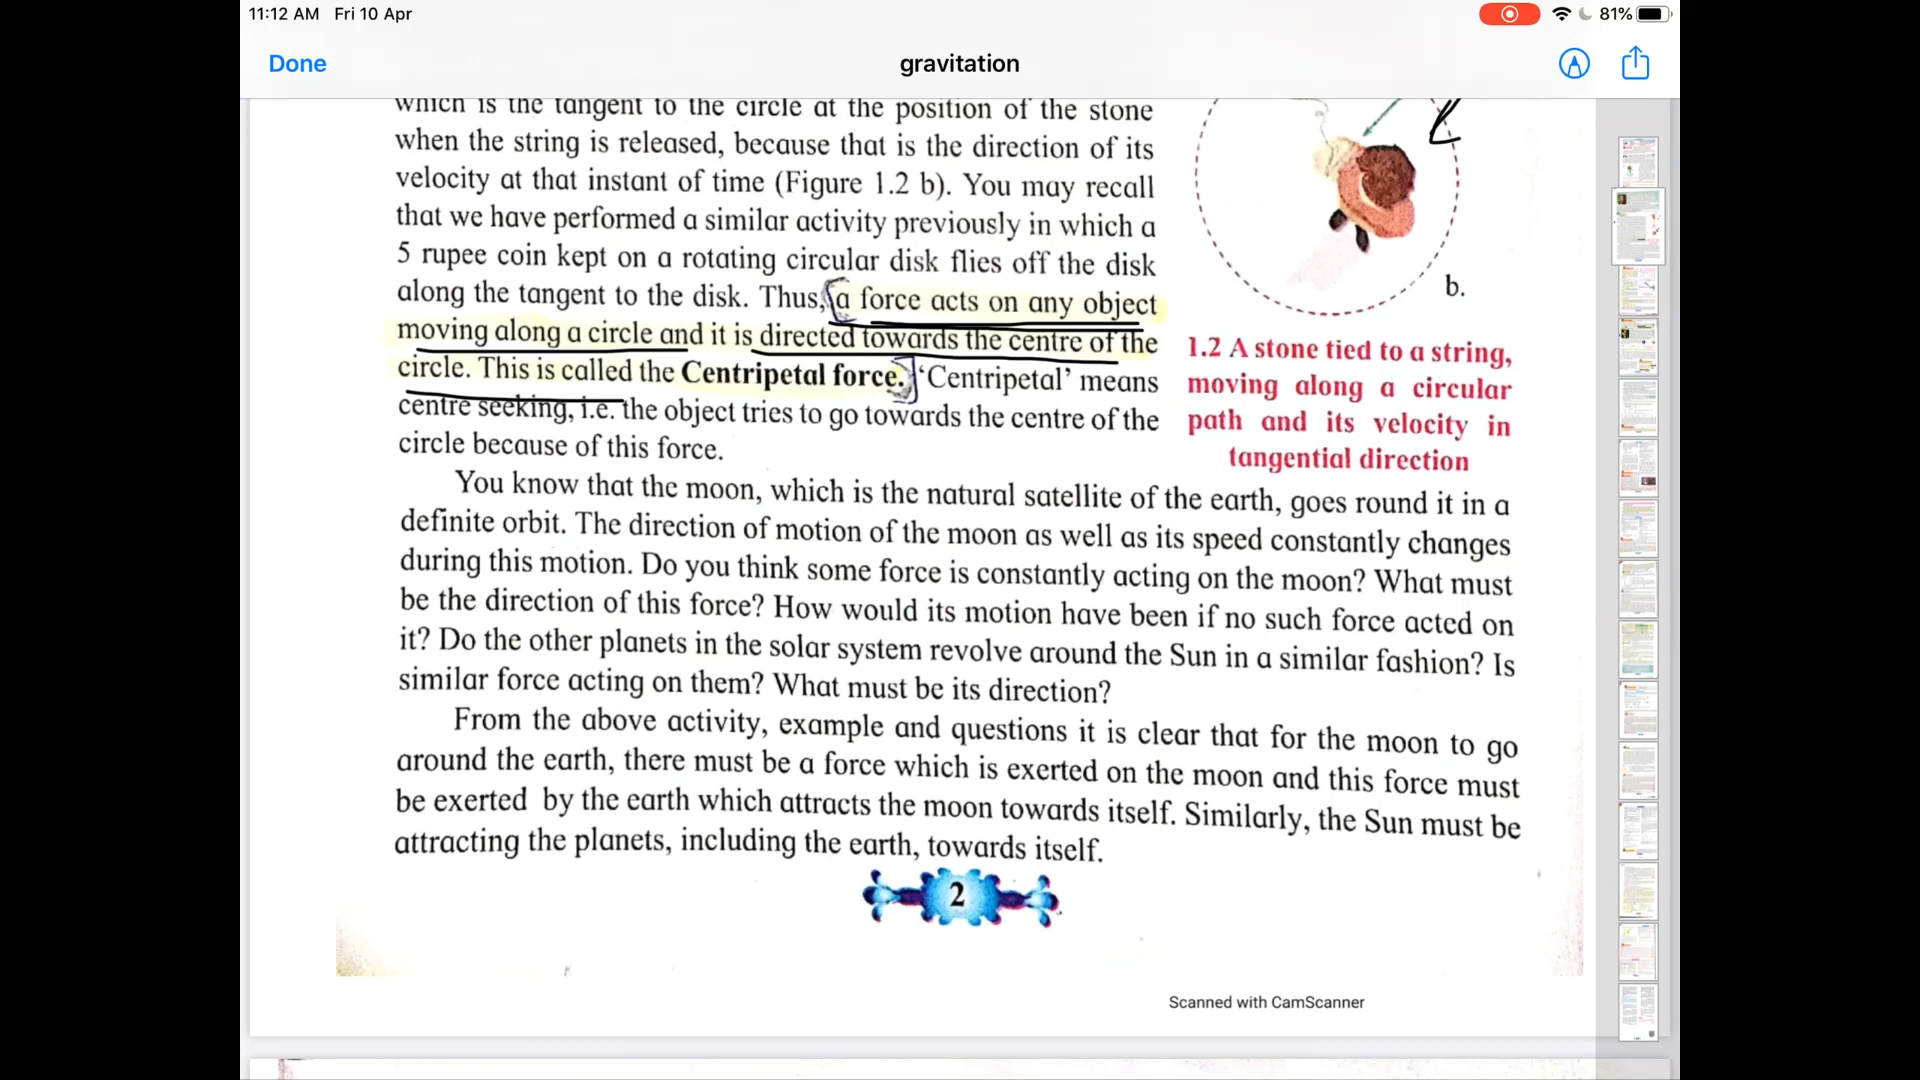 11:12 AM Fri 10 Apr
81%
Done
gravitation
which is the tangent to the circle at the position of the stone
when the string is released, because that is the direction of its
velocity at that instant of time (Figure 1.2 b). You may recall
that we have performed a similar activity previously in which a
5 rupee coin kept on a rotating circular disk flies off the disk
along the tangent to the disk. Thus, a force acts on any object
moving along a circle and it is directed towards the centre of the
circle. This is called the Centripetal force. ‘Centripetal’ means
centre seeking, i.e. the object tries to go towards the centre of the
circle because of this force.
b.
1.2 A stone tied to a string,
moving along a circular
path and its velocity in
tangential direction
You know that the moon, which is the natural satellite of the earth, goes round it in a
definite orbit. The direction of motion of the moon as well as its speed constantly changes
during this motion. Do you think some force is constantly acting on the moon? What must
be the direction of this force? How would its motion have been if no such force acted on
it? Do the other planets in the solar system revolve around the Sun in a similar fashion? Is
similar force acting on them? What must be its direction?
From the above activity, example and questions it is clear that for the moon to go
around the earth, there must be a force which is exerted on the moon and this force must
be exerted by the earth which attracts the moon towards itself. Similarly, the Sun must be
attracting the planets, including the earth, towards itself.
2
Scanned with CamScanner